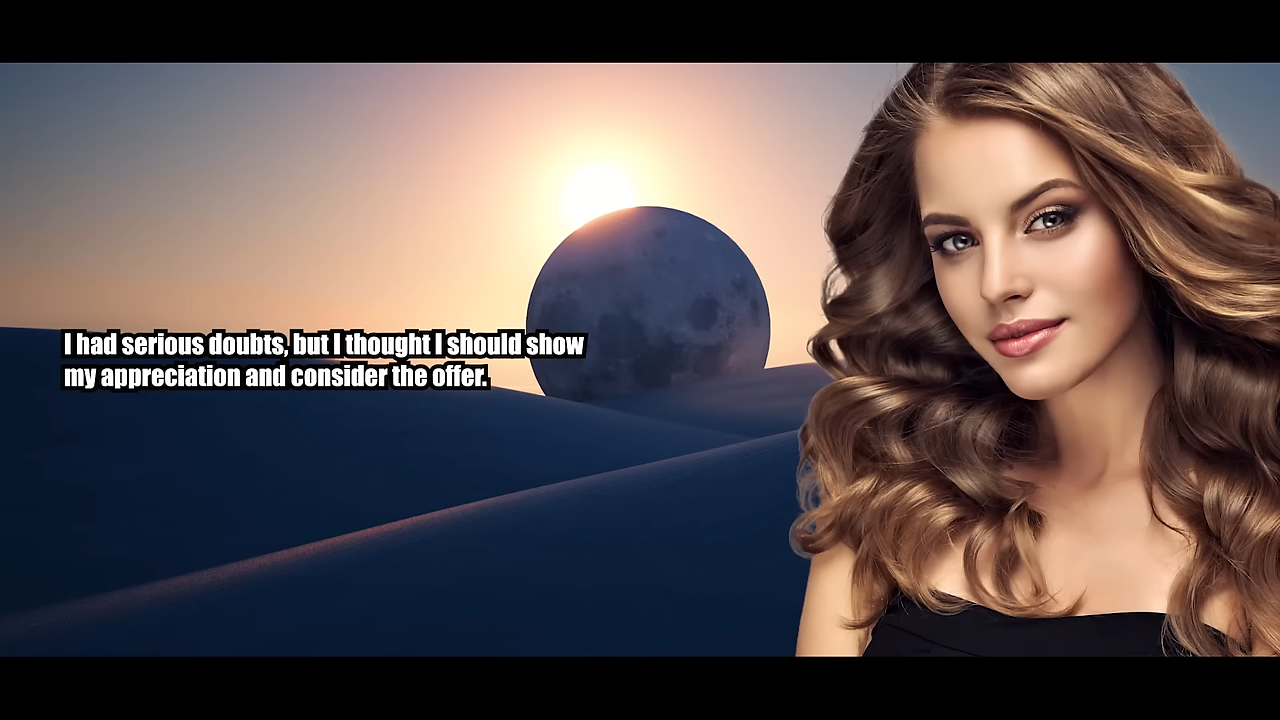 I had serious doubts, but I thought I should show
my appreciation and consider the offer.